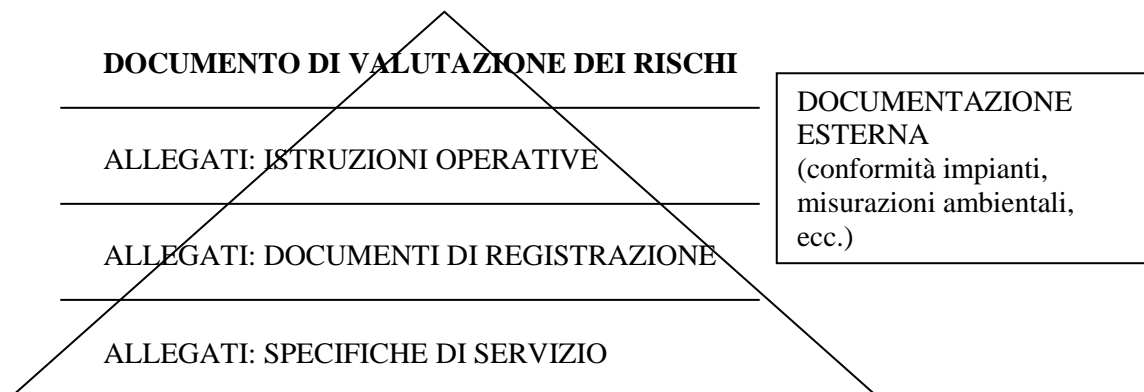 DOCUMENTO DI VALUTAZIONE DEI RISCHI
ALLEGATI: ISTRUZIONI OPERATIVE
ALLEGATI: DOCUMENTI DI REGISTRAZIONE
ALLEGATI: SPECIFICHE DI SERVIZIO
DOCUMENTAZIONE
ESTERNA
(conformità impianti,
misurazioni ambientali,
ecc.)